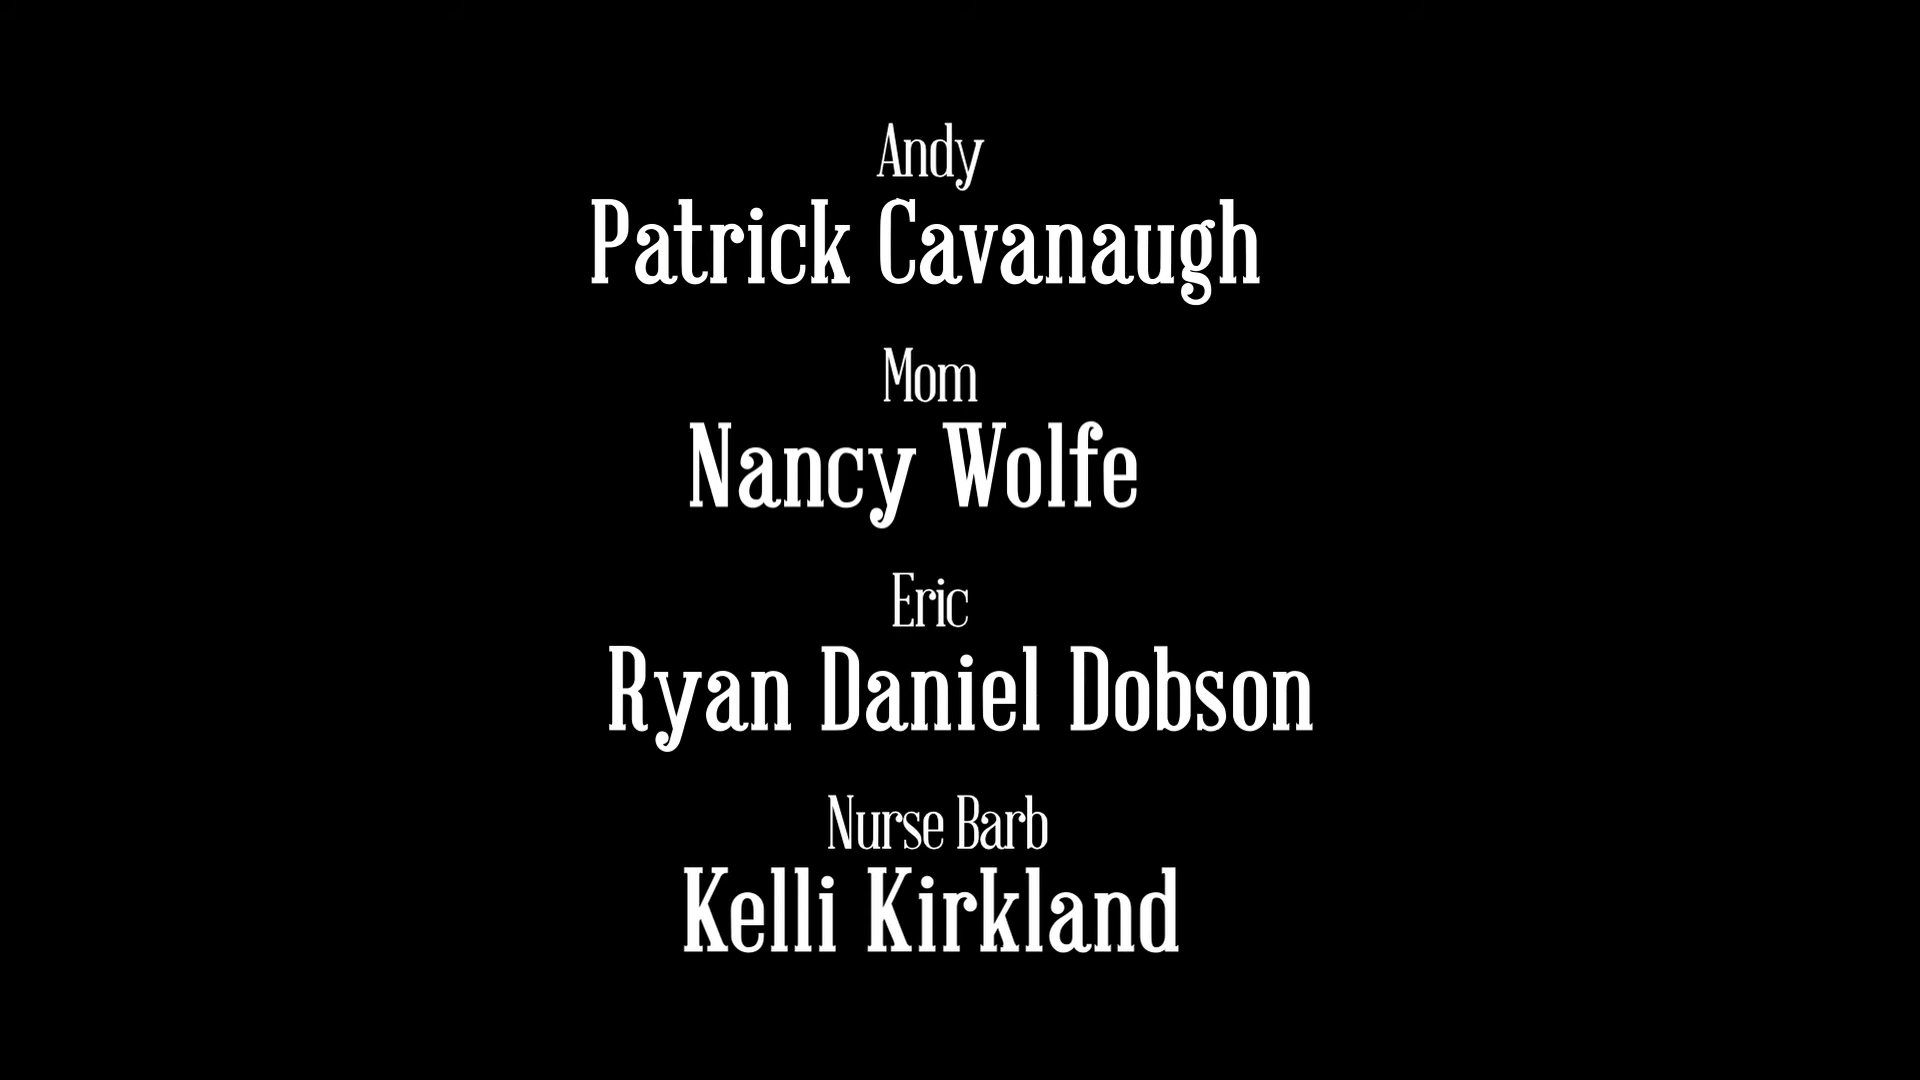 Andy
Patrick Cavanaugh
Mom
Nancy Wolfe
Eric
Ryan Daniel Dobson
Nurse Barb
Kelli Kirkland